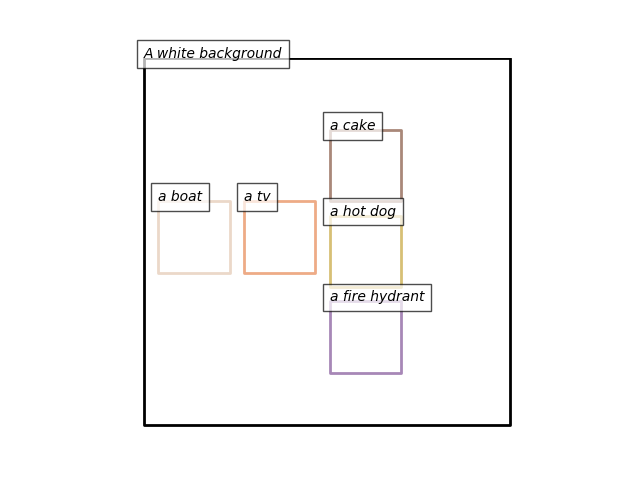 A white background
a cake
a boat
a tv
a hot dog
a fire hydrant